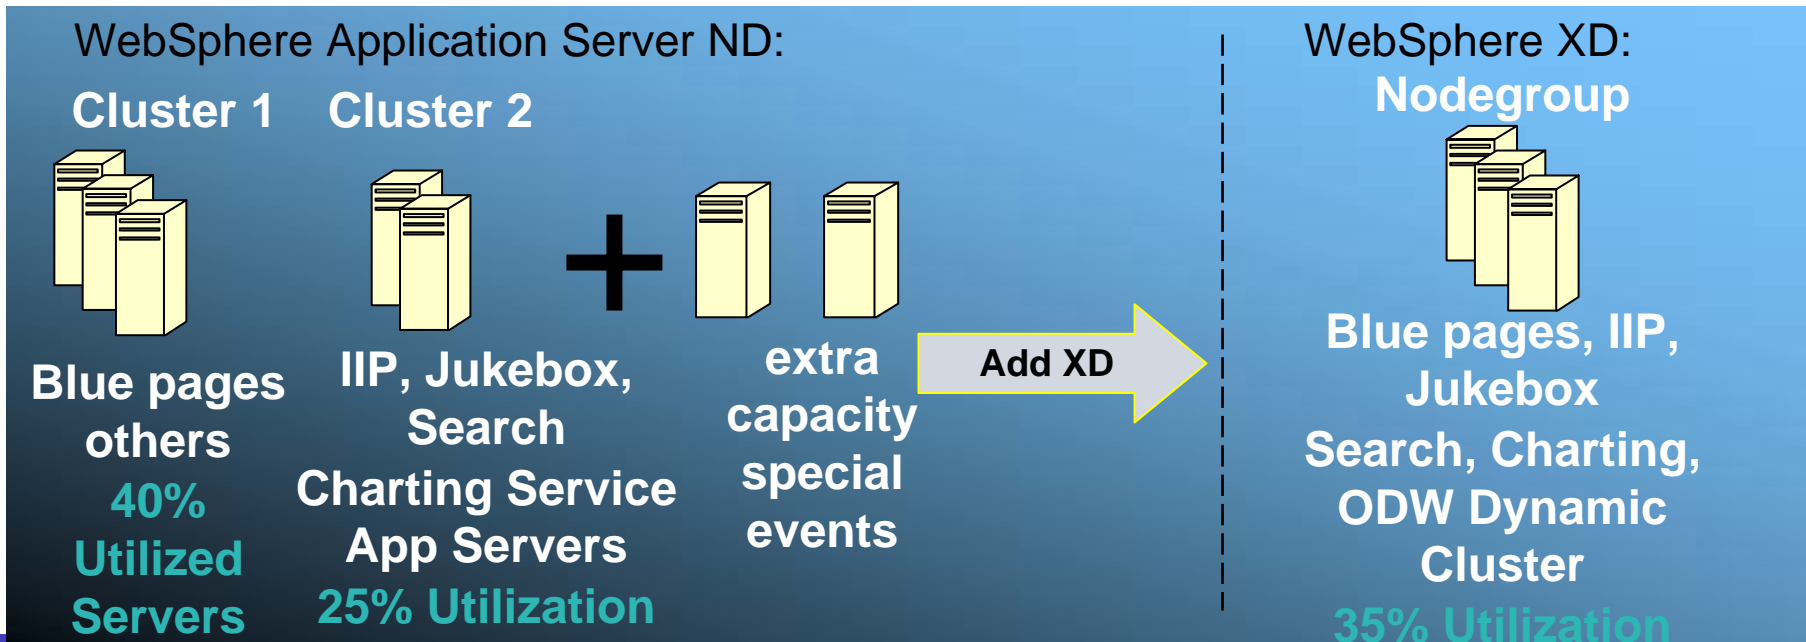 WebSphere Application Server ND:
Cluster 1
Cluster 2
Blue pages
others
40%
Utilized
Servers
IIP, Jukebox,
Search
Charting Service
App Servers
25% Utilization
extra
capacity
special
events
Add XD
WebSphere XD:
Nodegroup
Blue pages, IIP,
Jukebox
Search, Charting,
ODW Dynamic
Cluster
35% Utilization